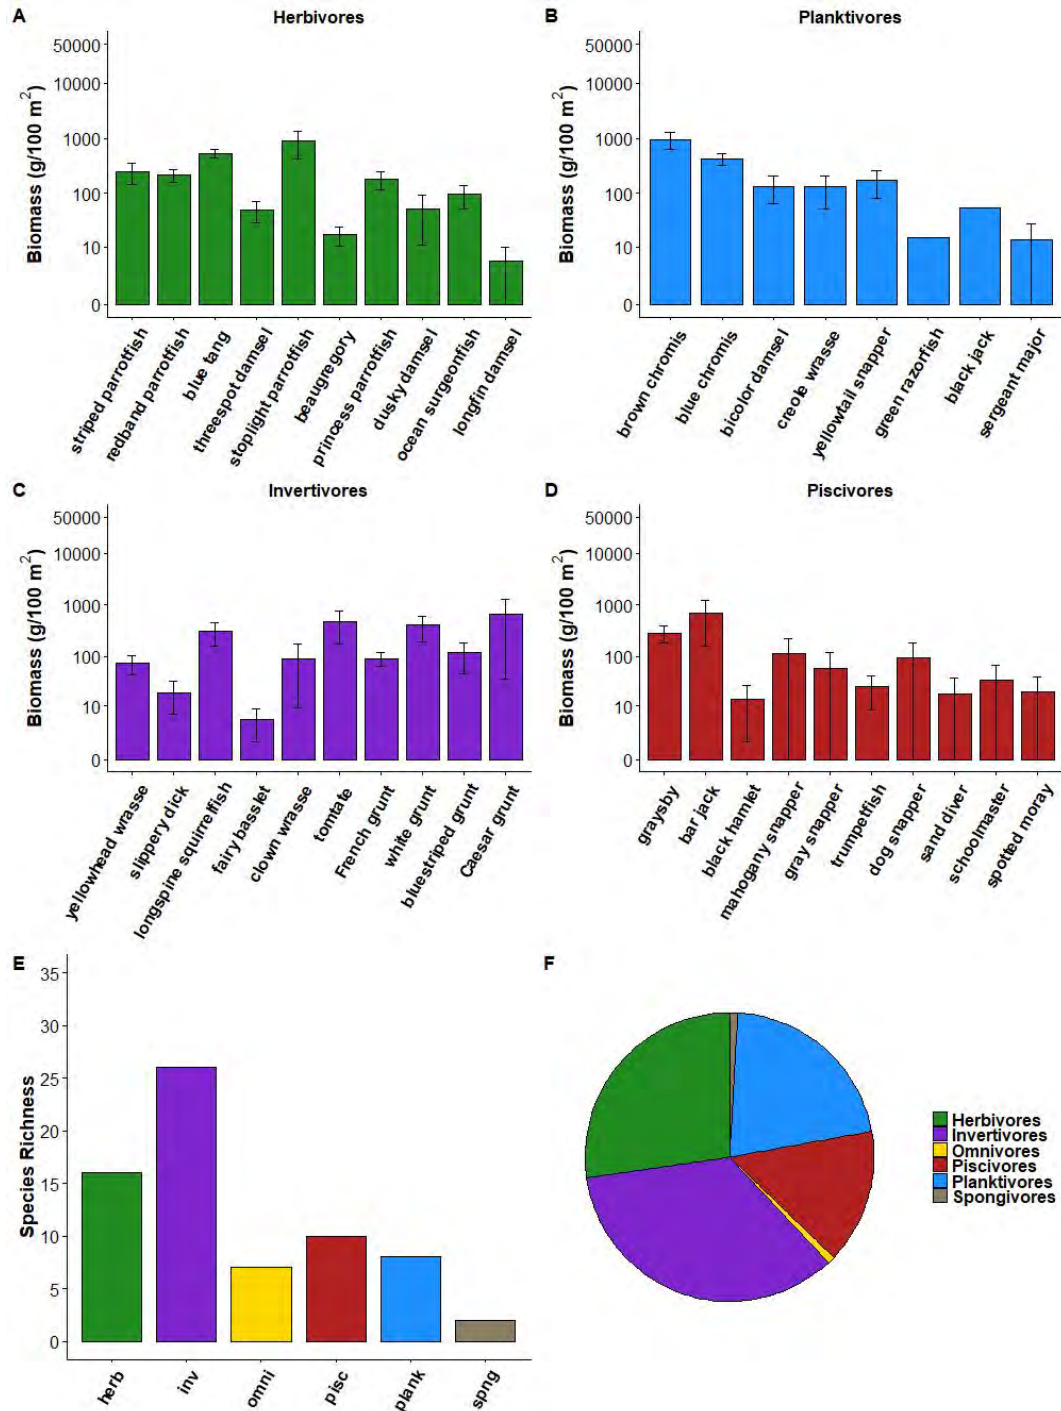 A
Herbivores
Biomass (g/100 m²)
50000
10000
1000
100
10
0
striped parrotfish
redband parrotfish
blue tang
threespot damsel
stoplight parrotfish
beaugregory
princess parrotfish
dusky damsel
ocean surgeonfish
longfin damsel
B
Planktivores
Biomass (g/100 m²)
50000
10000
1000
100
10
0
brown chromis
blue chromis
bicolor damsel
creole wrasse
yellowtail snapper
green razorfish
black jack
sergeant major
C
Invertivores
Biomass (g/100 m²)
50000
10000
1000
100
10
0
yellowhead wrasse
slippery dick
longspine squirrelfish
fairy basslet
clown wrasse
tomtate
French grunt
white grunt
bluestriped grunt
Caesar grunt
D
Piscivores
Biomass (g/100 m²)
50000
10000
1000
100
10
0
graysby
bar jack
black hamlet
mahogany snapper
gray snapper
trumpetfish
dog snapper
sand diver
schoolmaster
spotted moray
E
Species Richness
35
30
25
20
15
10
5
0
herb
inv
omni
pisc
plank
spng
F
Herbivores
Invertivores
Omnivores
Piscivores
Planktivores
Spongivores